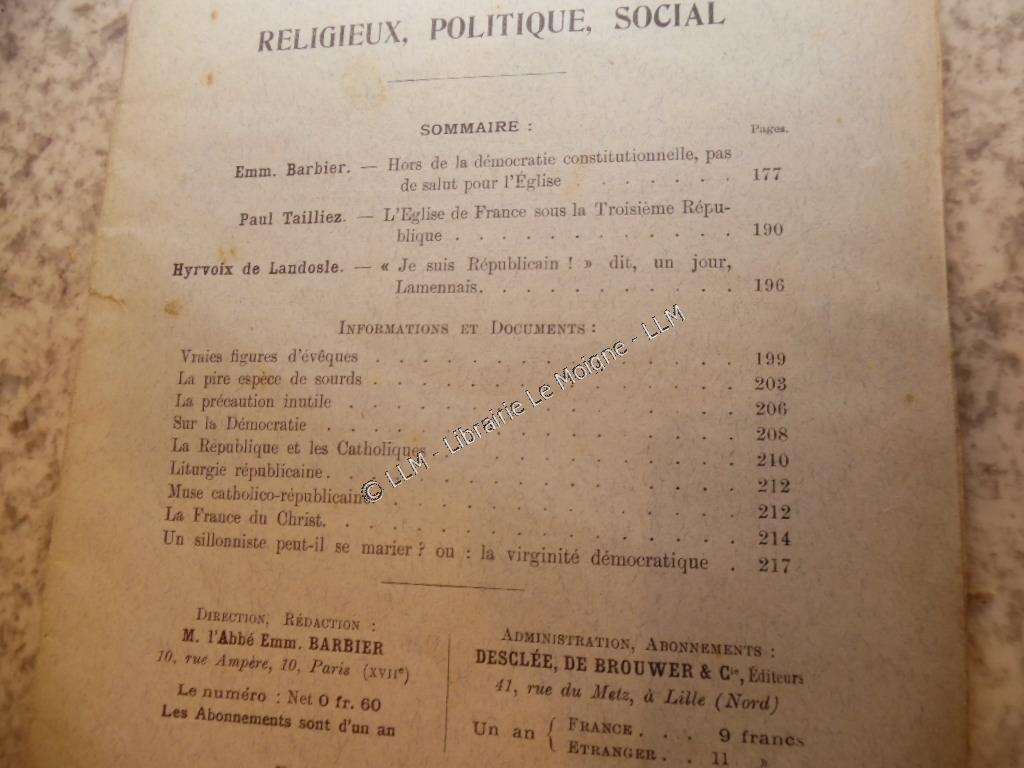 RELIGIEUX, POLITIQUE, SOCIAL
SOMMAIRE :
Pages.
Emm. Barbier. — Hors de la démocratie constitutionnelle, pas
de salut pour l'Église . . . . . . 177
Paul Tailliez. — L'Eglise de France sous la Troisième Répu-
blique . . . . . . . . . . . . 190
Hyrvoix de Landosle. — « Je suis Républicain ! » dit, un jour,
Lamennais. . . . . . . . . . . 196
INFORMATIONS ET DOCUMENTS :
Vraies figures d'évêques . . . . . . . . . . . . . 199
La pire espèce de sourds . . . . . . . . . . . . . 203
La précaution inutile . . . . . . . . . . . . . . 206
Sur la Démocratie . . . . . . . . . . . . . . . 208
La République et les Catholiques . . . . . . . . . . 210
Liturgie républicaine. . . . . . . . . . . . . . . 212
Muse catholico-républicaine. . . . . . . . . . . . . 212
La France du Christ. . . . . . . . . . . . . . . 214
Un sillonniste peut-il se marier ? ou : la virginité démocratique . 217
© LLM - Librairie Le Moigne - LLM
DIRECTION, RÉDACTION :
M. l'Abbé Emm. BARBIER
10, rue Ampère, 10, Paris (XVIIe)
Le numéro : Net 0 fr. 60
Les Abonnements sont d'un an
ADMINISTRATION, ABONNEMENTS :
DESCLÉE, DE BROUWER & Cie, Éditeurs
41, rue du Metz, à Lille (Nord)
Un an { FRANCE . . . 9 francs
ETRANGER . . 11 »